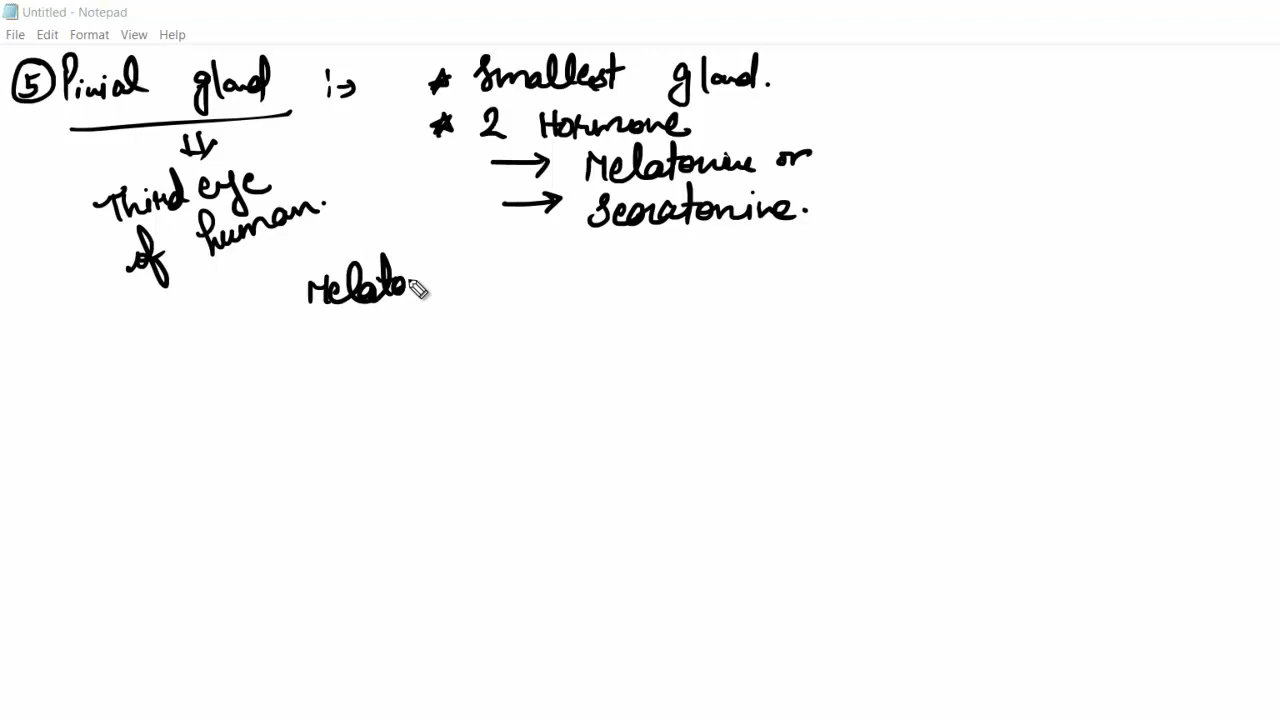 Untitled - Notepad
File Edit Format View Help
⑤ Pinial gland :→ * Smallest gland.
* 2 Hormone
→ Melatonine or
→ Searatonine.
Third eye
of human.
Melato